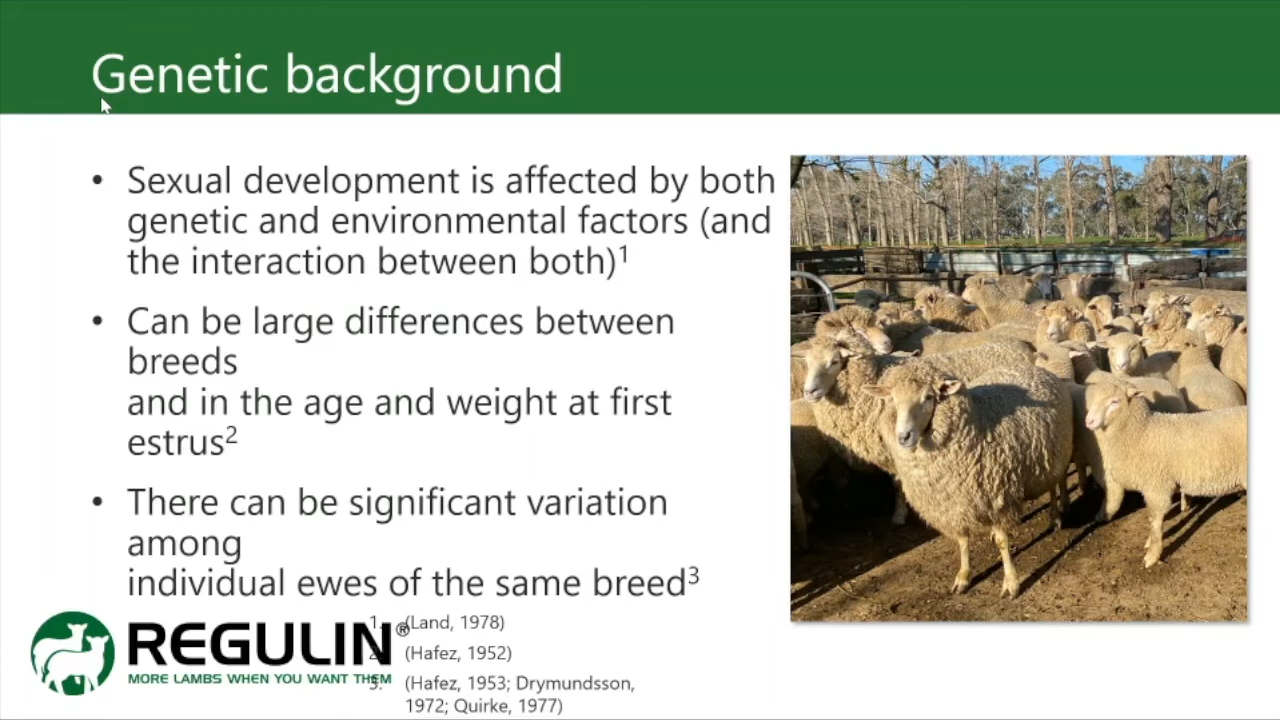 Genetic background
• Sexual development is affected by both
genetic and environmental factors (and
the interaction between both)1
• Can be large differences between
breeds
and in the age and weight at first
estrus2
• There can be significant variation
among
individual ewes of the same breed3
REGULIN®
MORE LAMBS WHEN YOU WANT THEM
1. (Land, 1978)
2. (Hafez, 1952)
3. (Hafez, 1953; Drymundsson,
1972; Quirke, 1977)